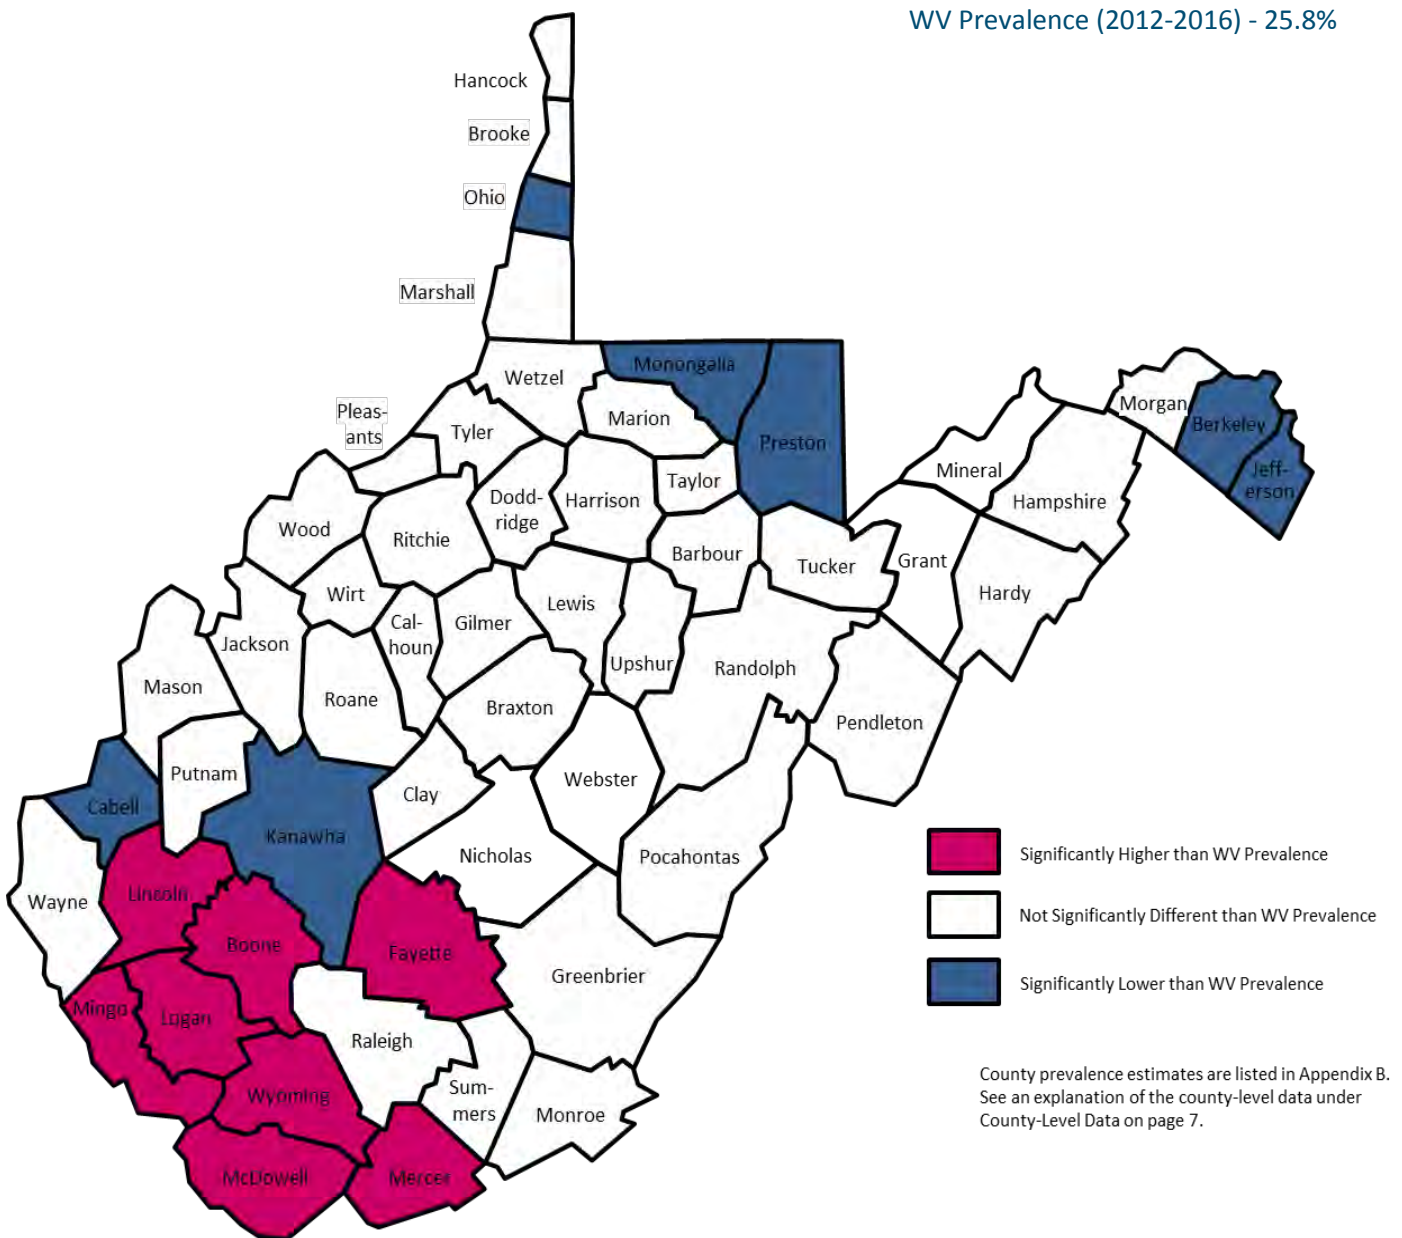 WV Prevalence (2012-2016) - 25.8%
Hancock
Brooke
Ohio
Marshall
Wetzel
Monongalia
Marion
Preston
Pleas-
ants
Tyler
Morgan
Berkeley
Jeff-
erson
Mineral
Hampshire
Taylor
Dodd-
ridge
Harrison
Wood
Ritchie
Barbour
Tucker
Grant
Hardy
Wirt
Cal-
houn
Gilmer
Lewis
Jackson
Upshur
Randolph
Mason
Roane
Braxton
Pendleton
Putnam
Webster
Clay
Cabell
Kanawha
Nicholas
Pocahontas
Wayne
Lincoln
Boone
Fayette
Greenbrier
Mingo
Logan
Raleigh
Wyoming
Sum-
mers
Monroe
McDowell
Mercer
Significantly Higher than WV Prevalence
Not Significantly Different than WV Prevalence
Significantly Lower than WV Prevalence
County prevalence estimates are listed in Appendix B.
See an explanation of the county-level data under
County-Level Data on page 7.